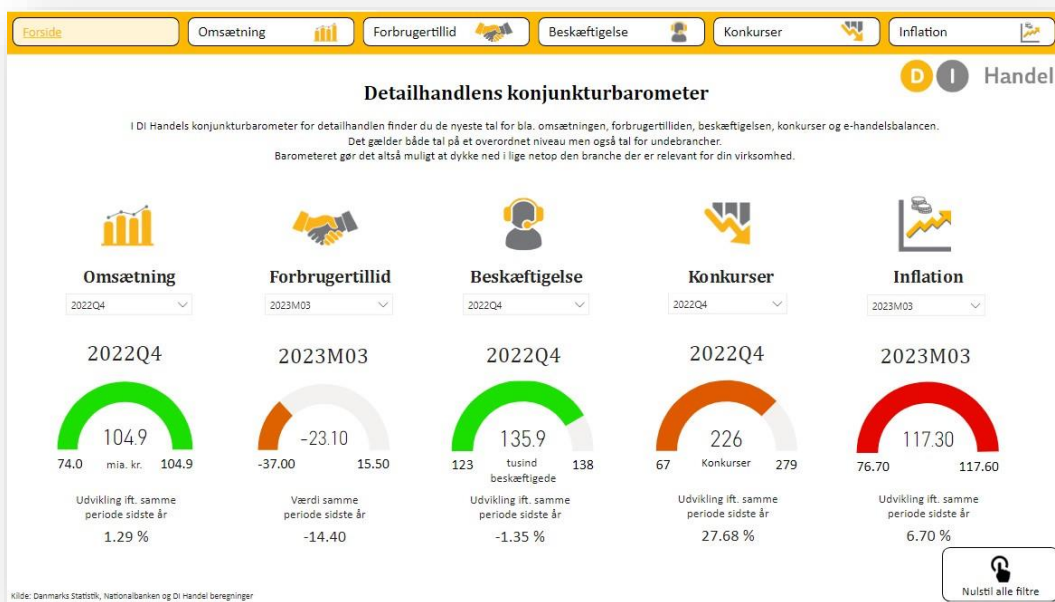 Forside
Omsætning
Forbrugertillid
Beskæftigelse
Konkurser
Inflation
D I Handel
Detailhandlens konjunkturbarometer
I DI Handels konjunkturbarometer for detailhandlen finder du de nyeste tal for bla. omsætningen, forbrugertilliden, beskæftigelsen, konkurser og e-handelsbalancen.
Det gælder både tal på et overordnet niveau men også tal for undebrancher.
Barometeret gør det altså muligt at dykke ned i lige netop den branche der er relevant for din virksomhed.
Omsætning
2022Q4
2022Q4
104.9
74.0 mia. kr. 104.9
Udvikling ift. samme
periode sidste år
1.29 %
Forbrugertillid
2023M03
2023M03
-23.10
-37.00 15.50
Værdi samme
periode sidste år
-14.40
Beskæftigelse
2022Q4
2022Q4
135.9
123 tusind 138
beskæftigede
Udvikling ift. samme
periode sidste år
-1.35 %
Konkurser
2022Q4
2022Q4
226
67 Konkurser 279
Udvikling ift. samme
periode sidste år
27.68 %
Inflation
2023M03
2023M03
117.30
76.70 117.60
Udvikling ift. samme
periode sidste år
6.70 %
Nulstil alle filtre
Kilde: Danmarks Statistik, Nationalbanken og DI Handel beregninger